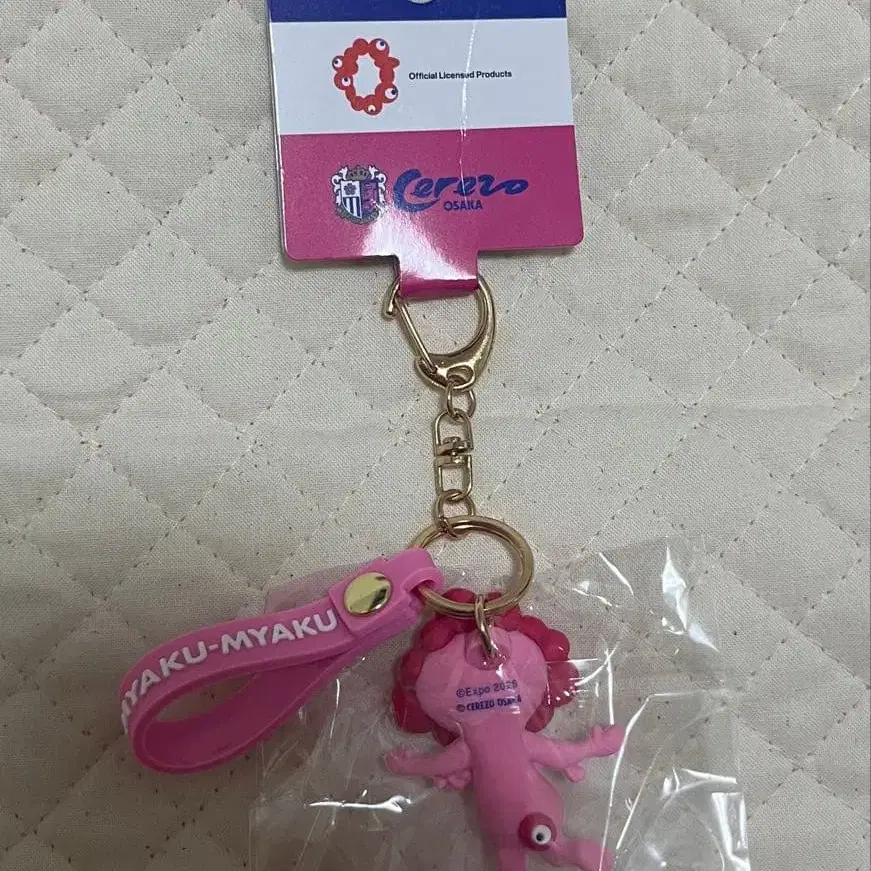 Official Licensed Products
Cerezo
OSAKA
MYAKU-MYAKU
©Expo 2025
© CEREZO OSAKA